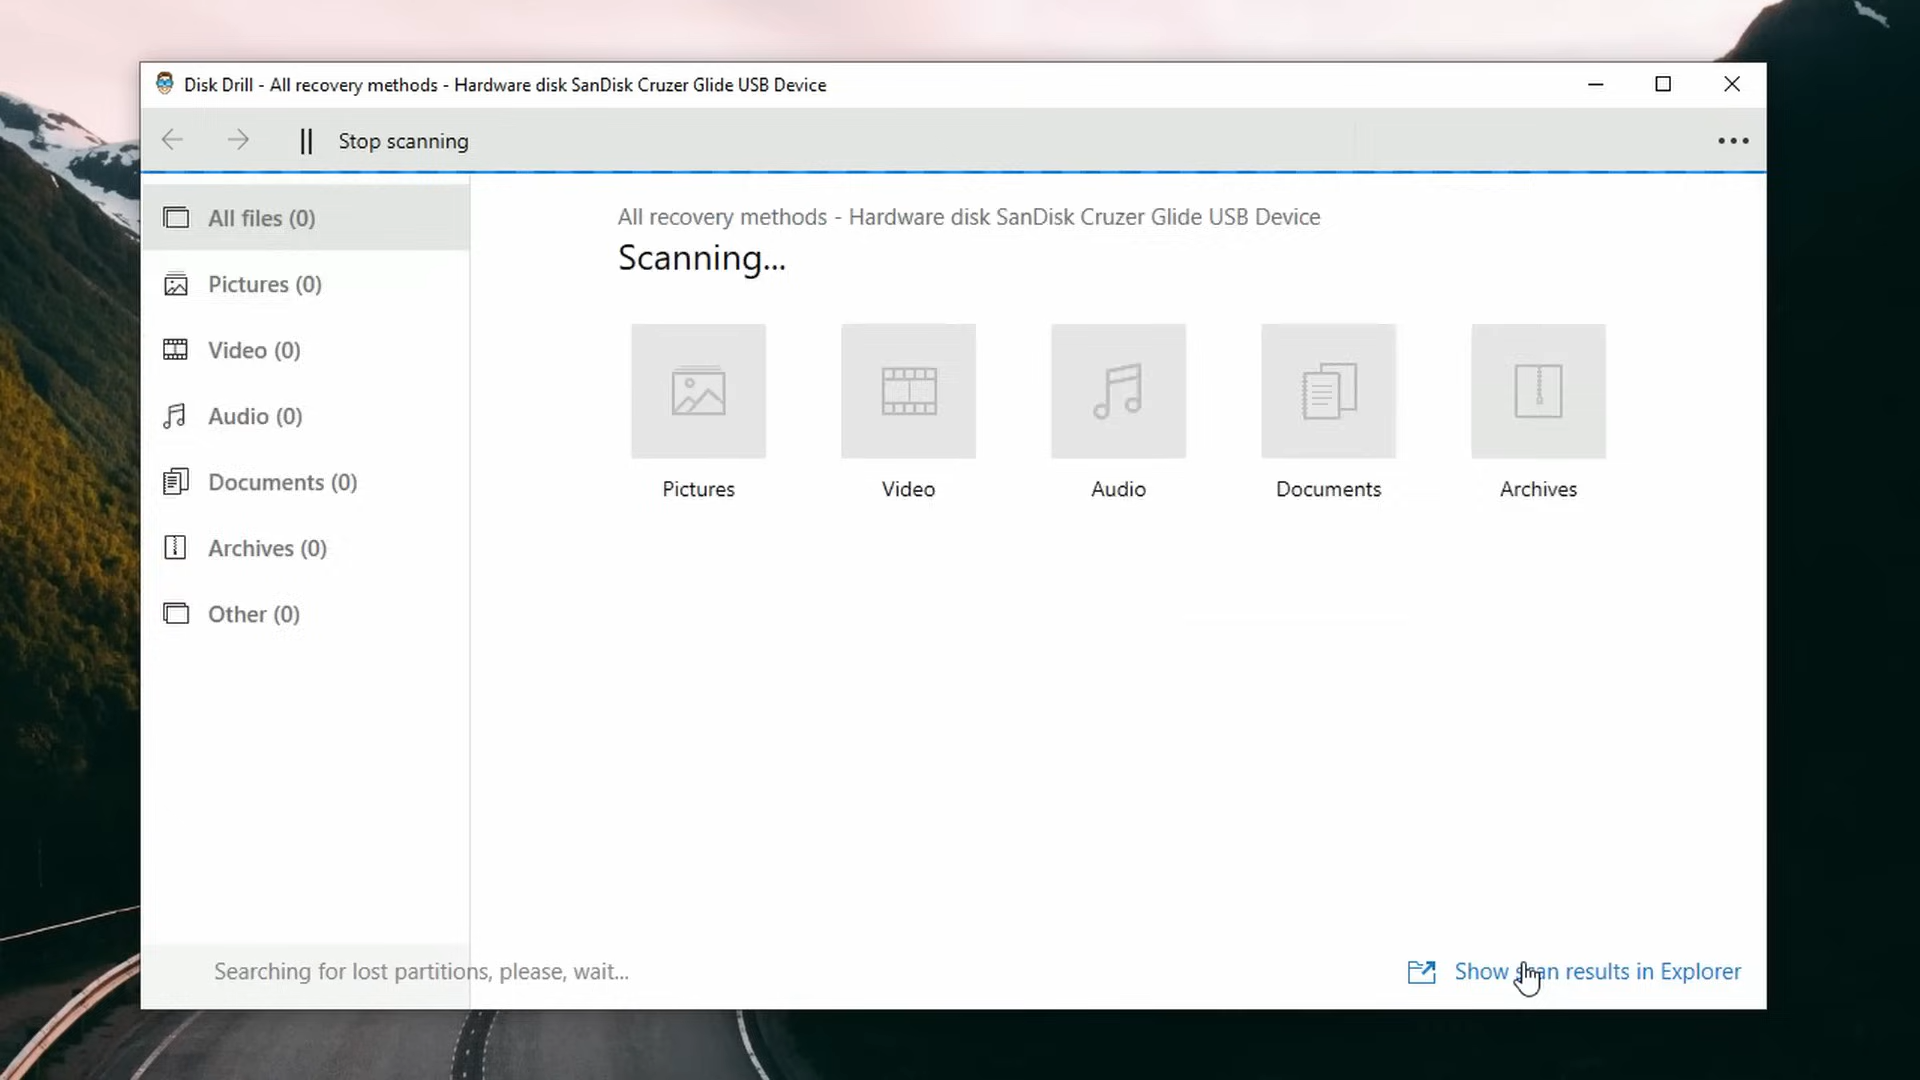 Disk Drill - All recovery methods - Hardware disk SanDisk Cruzer Glide USB Device
Stop scanning
All files (0)
Pictures (0)
Video (0)
Audio (0)
Documents (0)
Archives (0)
Other (0)
All recovery methods - Hardware disk SanDisk Cruzer Glide USB Device
Scanning...
Pictures Video Audio Documents Archives
Searching for lost partitions, please, wait...
Show scan results in Explorer